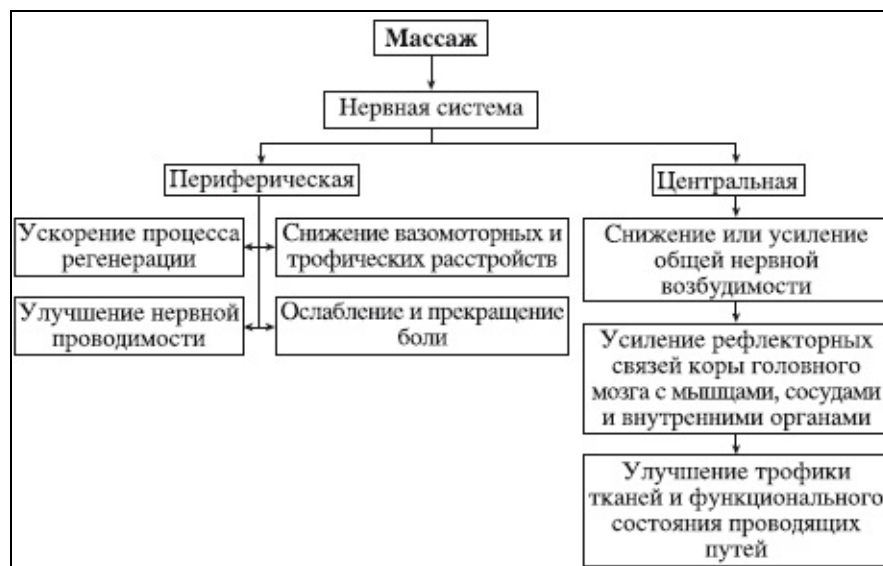 Массаж
Нервная система
Периферическая
Центральная
Ускорение процесса
регенерации
Снижение вазомоторных и
трофических расстройств
Улучшение нервной
проводимости
Ослабление и прекращение
боли
Снижение или усиление
общей нервной
возбудимости
Усиление рефлекторных
связей коры головного
мозга с мышцами, сосудами
и внутренними органами
Улучшение трофики
тканей и функционального
состояния проводящих
путей